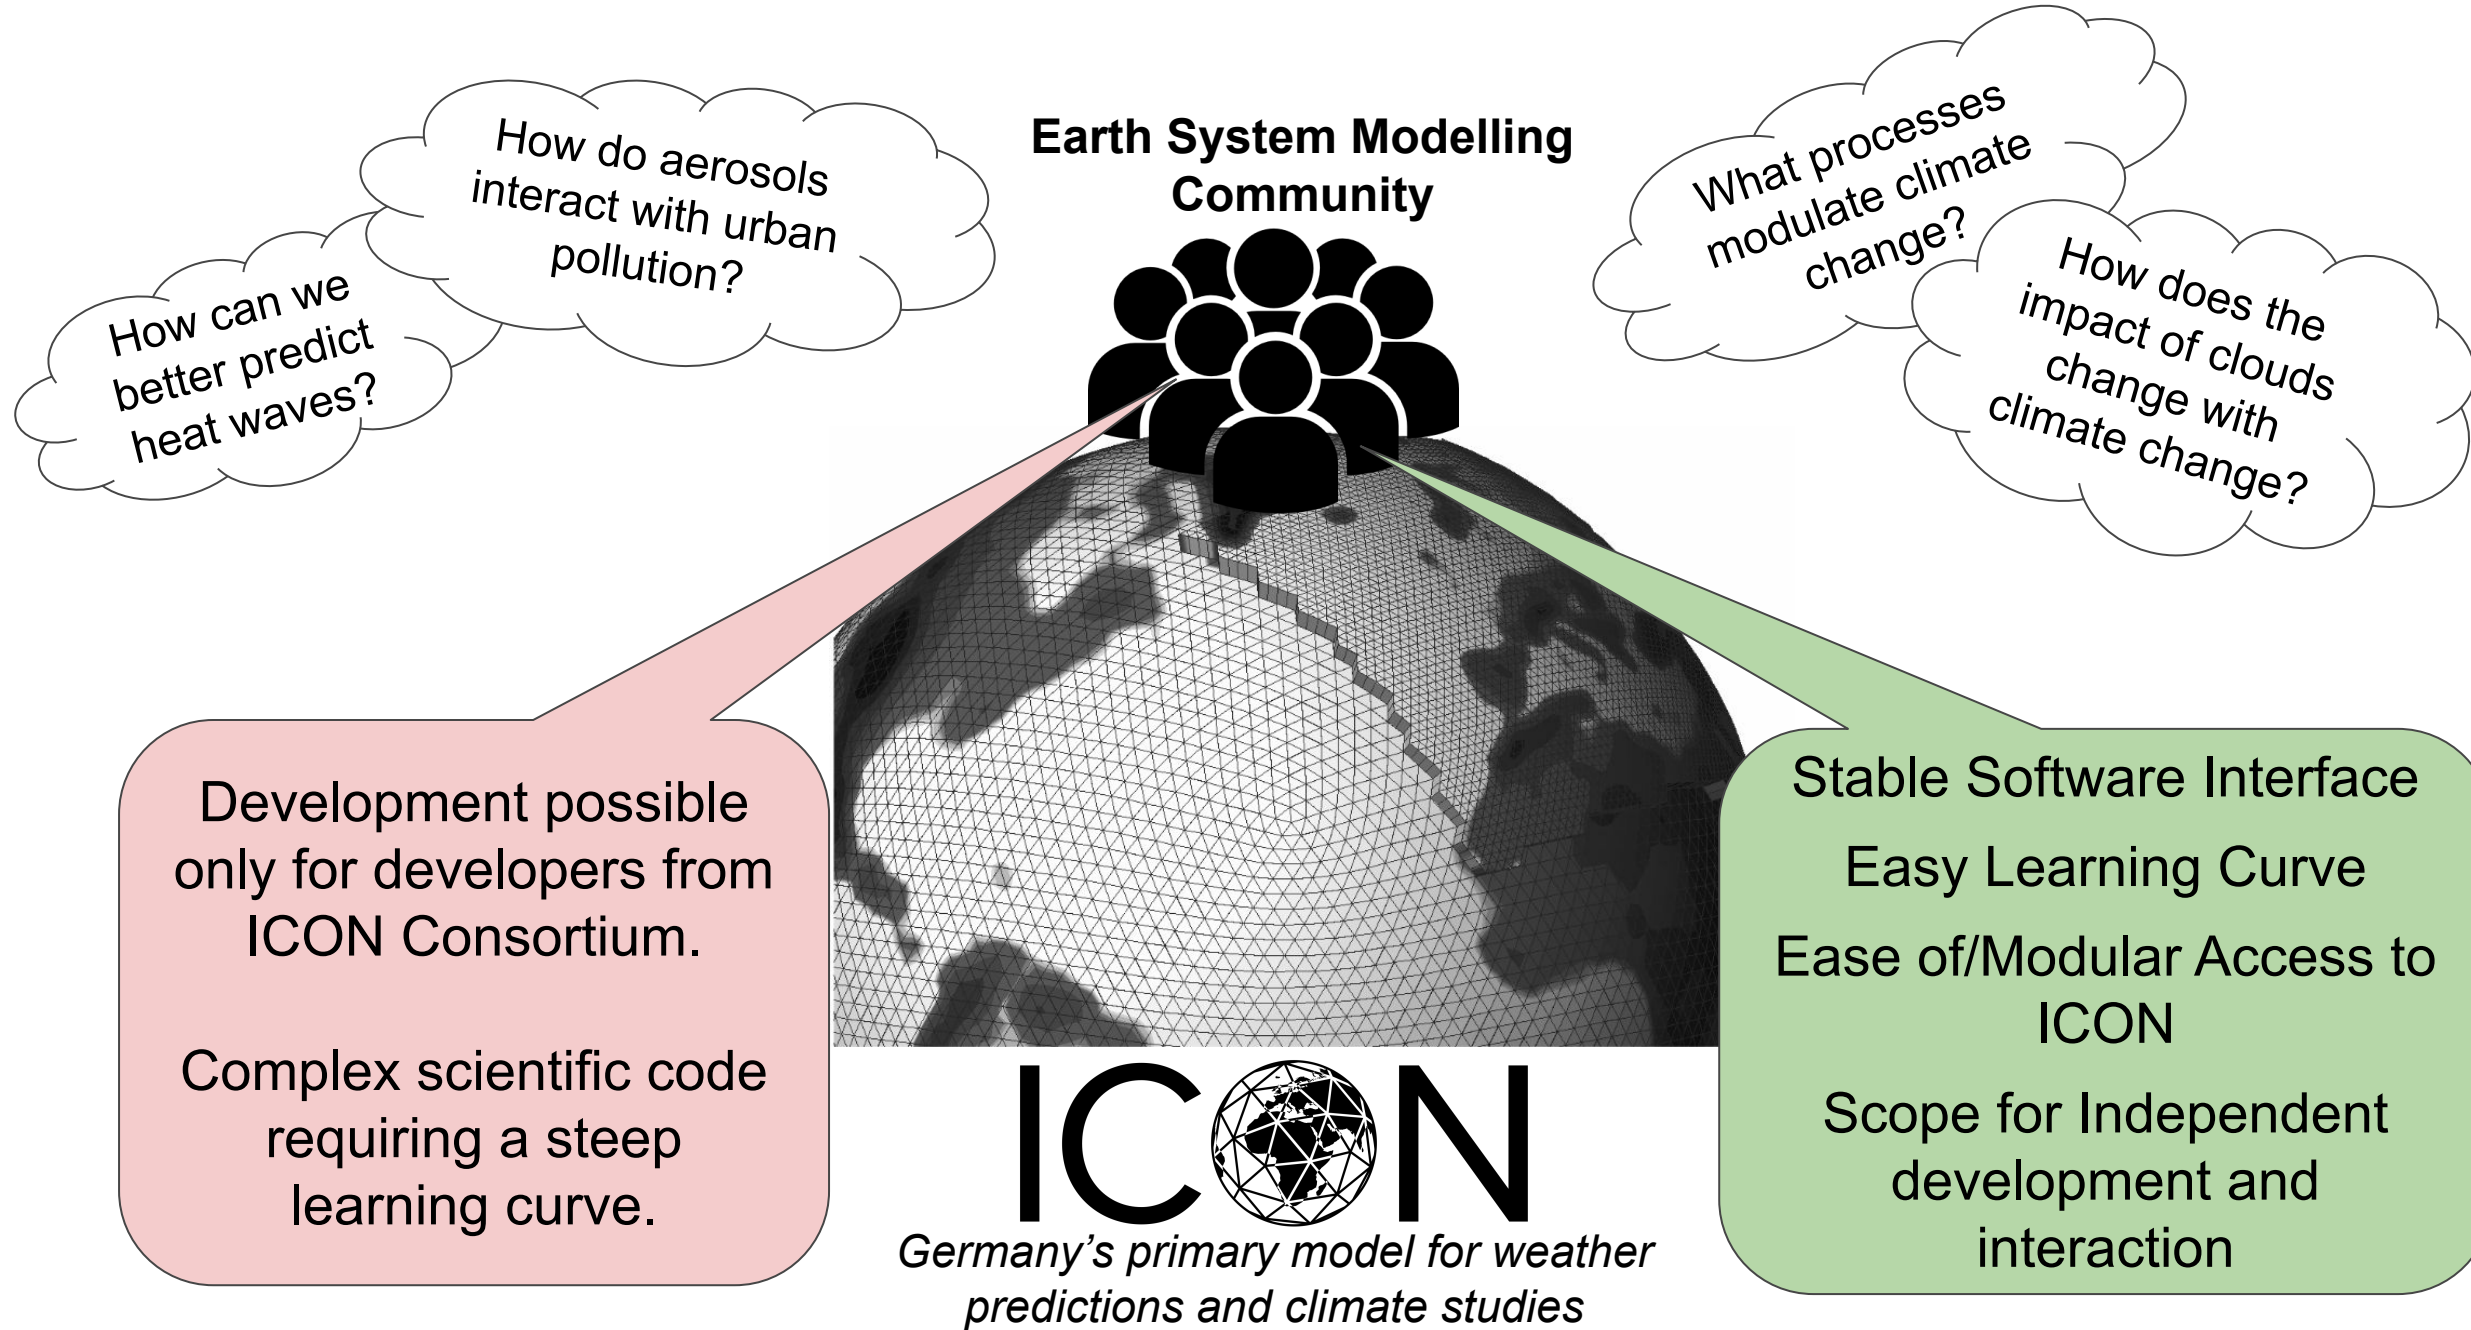 How can we
better predict
heat waves?
How do aerosols
interact with urban
pollution?
Earth System Modelling
Community
What processes
modulate climate
change?
How does the
impact of clouds
change with
climate change?
Development possible
only for developers from
ICON Consortium.
Complex scientific code
requiring a steep
learning curve.
Stable Software Interface
Easy Learning Curve
Ease of/Modular Access to
ICON
Scope for Independent
development and
interaction
ICON
Germany’s primary model for weather
predictions and climate studies